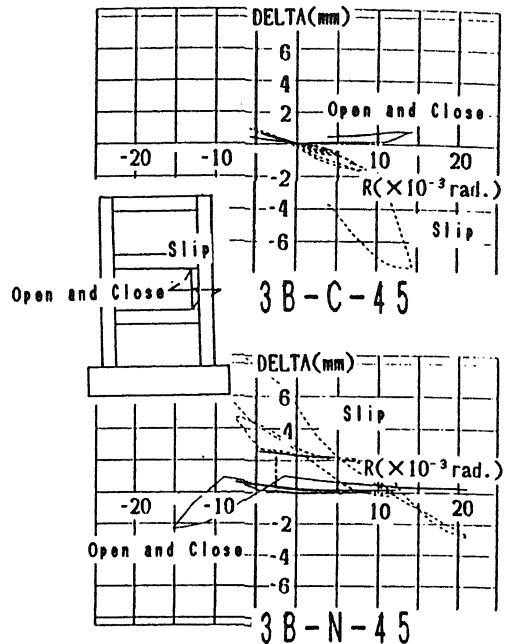 DELTA(mm)
6
4
2
Open and Close
-20
-10
10
20
-2
R(×10⁻³rad.)
-4
Slip
-6
Slip
Open and Close
3B-C-45
DELTA(mm)
6
Slip
4
2
R(×10⁻³rad.)
-20
-10
10
20
-2
Open and Close
-4
-6
3B-N-45